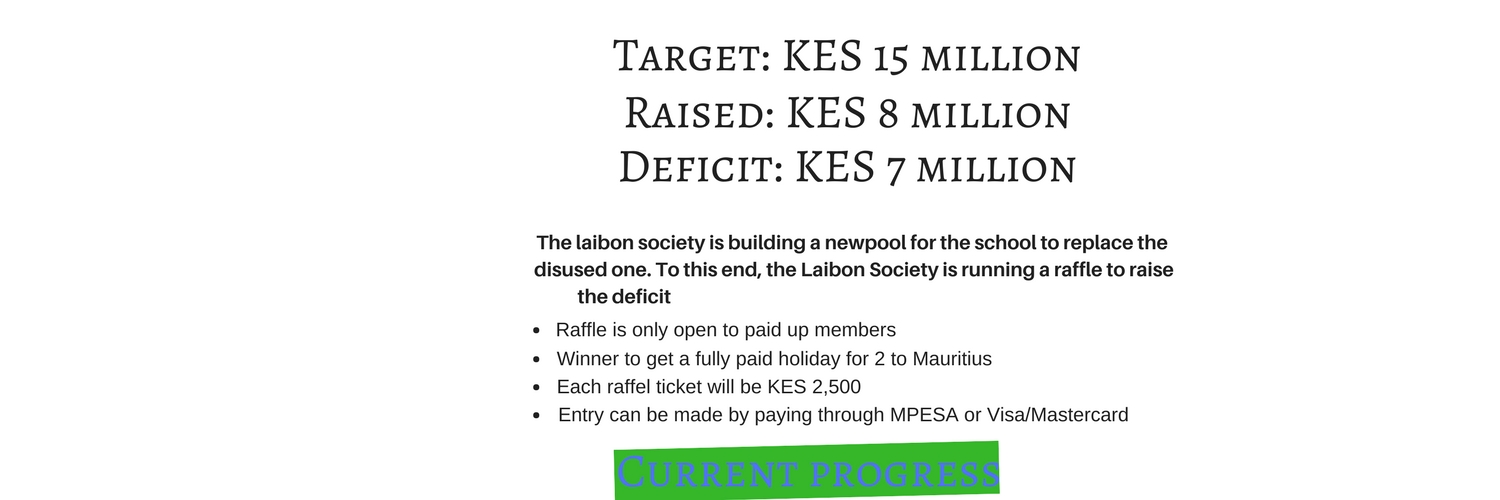 Target: KES 15 million
Raised: KES 8 million
Deficit: KES 7 million
The laibon society is building a newpool for the school to replace the
disused one. To this end, the Laibon Society is running a raffle to raise
the deficit
• Raffle is only open to paid up members
• Winner to get a fully paid holiday for 2 to Mauritius
• Each raffel ticket will be KES 2,500
• Entry can be made by paying through MPESA or Visa/Mastercard
Current progress